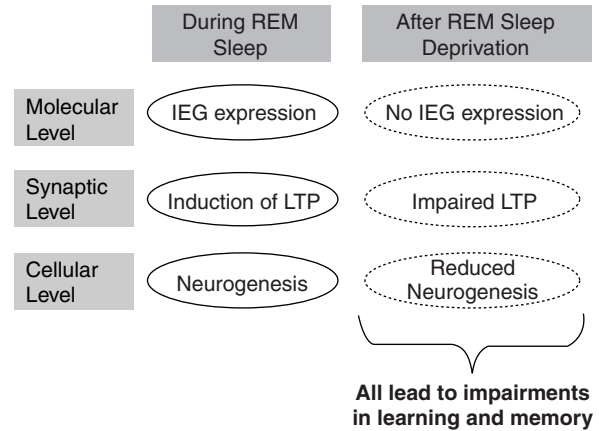 During REM
Sleep
After REM Sleep
Deprivation
Molecular
Level
IEG expression
No IEG expression
Synaptic
Level
Induction of LTP
Impaired LTP
Cellular
Level
Neurogenesis
Reduced
Neurogenesis
All lead to impairments
in learning and memory